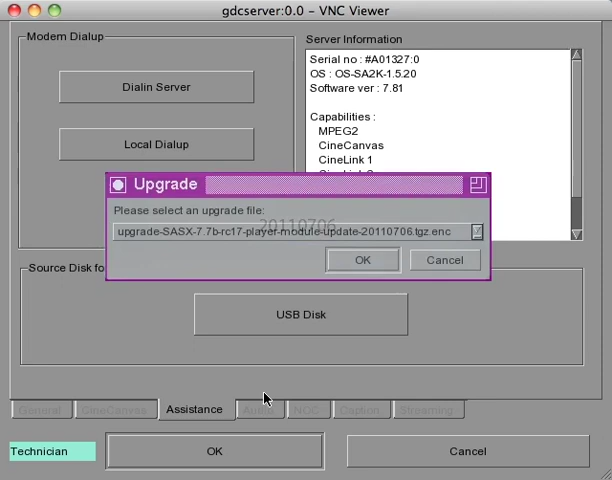 gdcserver:0.0 - VNC Viewer
Modem Dialup
Dialin Server
Local Dialup
Server Information
Serial no : #A01327:0
OS : OS-SA2K-1.5.20
Software ver : 7.81
Capabilities :
MPEG2
CineCanvas
CineLink 1
Upgrade
Please select an upgrade file:
20110706
upgrade-SASX-7.7b-rc17-player-module-update-20110706.tgz.enc
OK
Cancel
Source Disk fo
USB Disk
General
CineCanvas
Assistance
Audio
NOC
Caption
Streaming
Technician
OK
Cancel